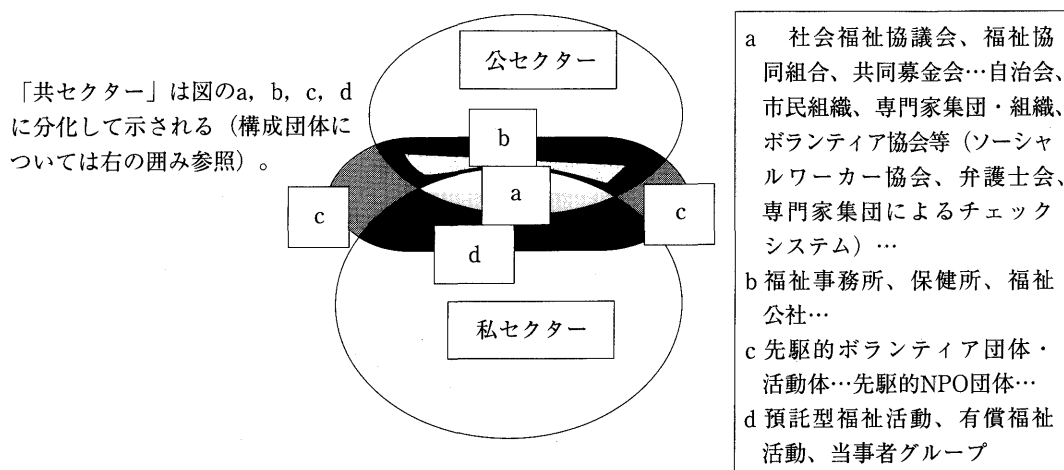 「共セクター」は図のa, b, c, d
に分化して示される（構成団体に
ついては右の囲み参照）。
公セクター
b
a
c
c
d
私セクター
a　社会福祉協議会、福祉協
同組合、共同募金会…自治会、
市民組織、専門家集団・組織、
ボランティア協会等（ソーシャ
ルワーカー協会、弁護士会、
専門家集団によるチェック
システム）…
b 福祉事務所、保健所、福祉
公社…
c 先駆的ボランティア団体・
活動体…先駆的NPO団体…
d 預託型福祉活動、有償福祉
活動、当事者グループ